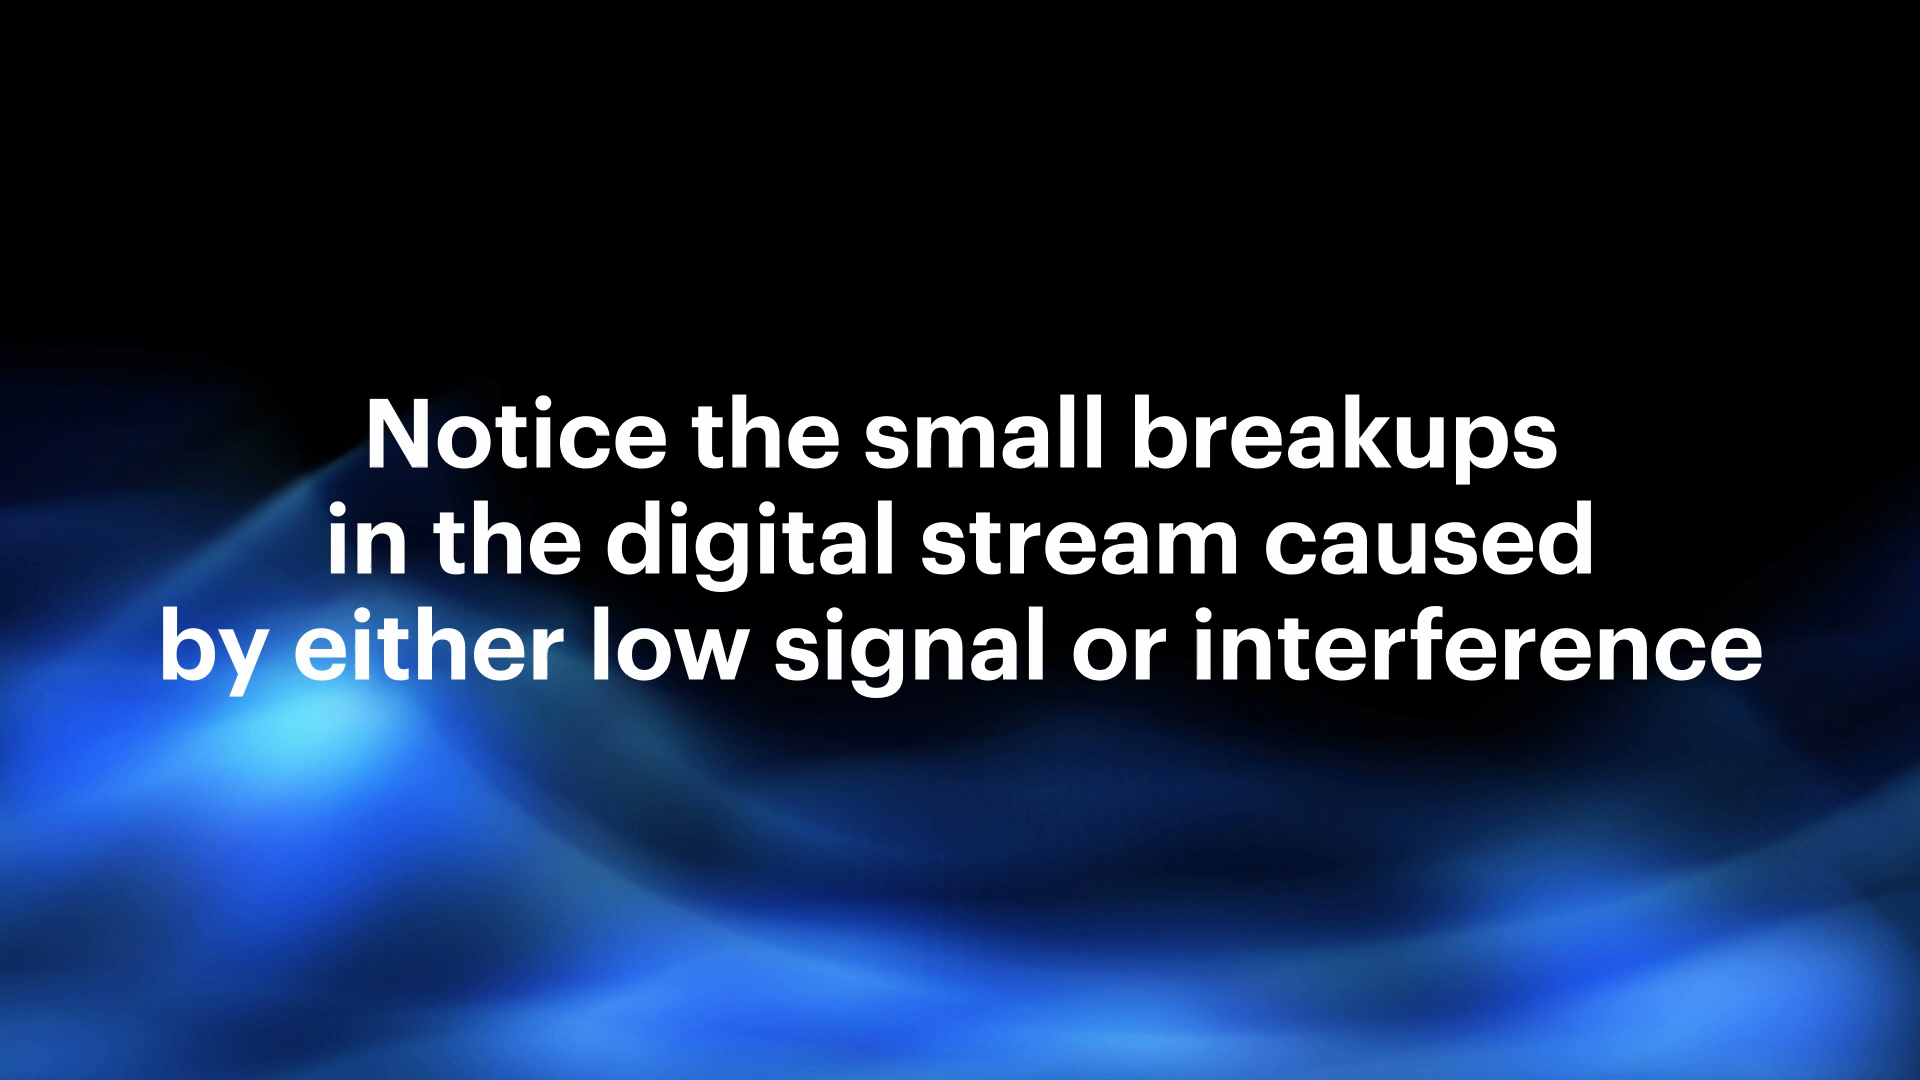 Notice the small breakups
in the digital stream caused
by either low signal or interference